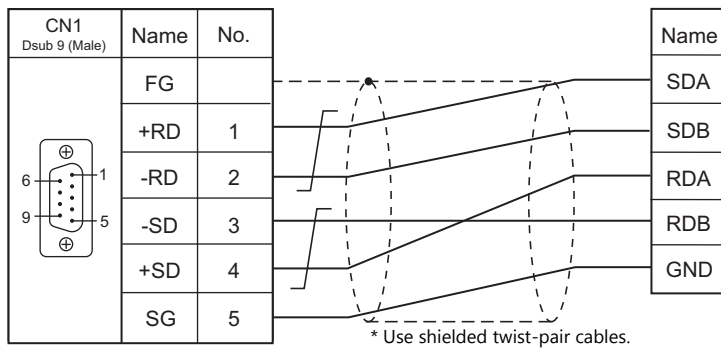 CN1
Dsub 9 (Male)
Name No.
FG
+RD 1
-RD 2
-SD 3
+SD 4
SG 5
6
1
9
5
Name
SDA
SDB
RDA
RDB
GND
* Use shielded twist-pair cables.